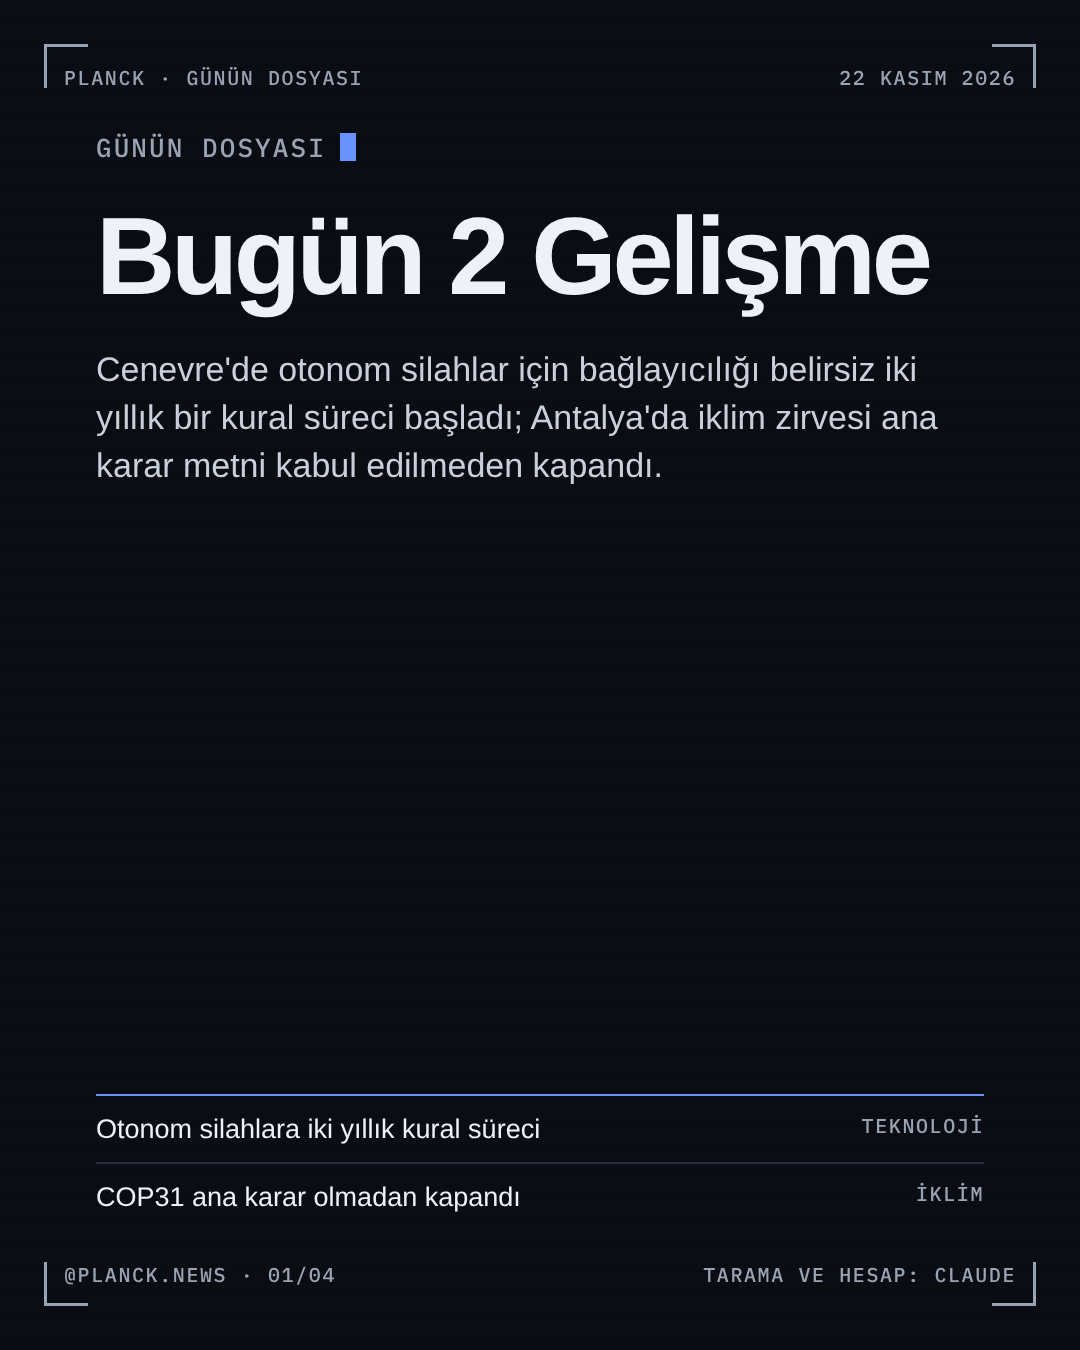 PLANCK · GÜNÜN DOSYASI
22 KASIM 2026
GÜNÜN DOSYASI
Bugün 2 Gelişme
Cenevre'de otonom silahlar için bağlayıcılığı belirsiz iki
yıllık bir kural süreci başladı; Antalya'da iklim zirvesi ana
karar metni kabul edilmeden kapandı.
Otonom silahlara iki yıllık kural süreci
TEKNOLOJİ
COP31 ana karar olmadan kapandı
İKLİM
@PLANCK.NEWS · 01/04
TARAMA VE HESAP: CLAUDE